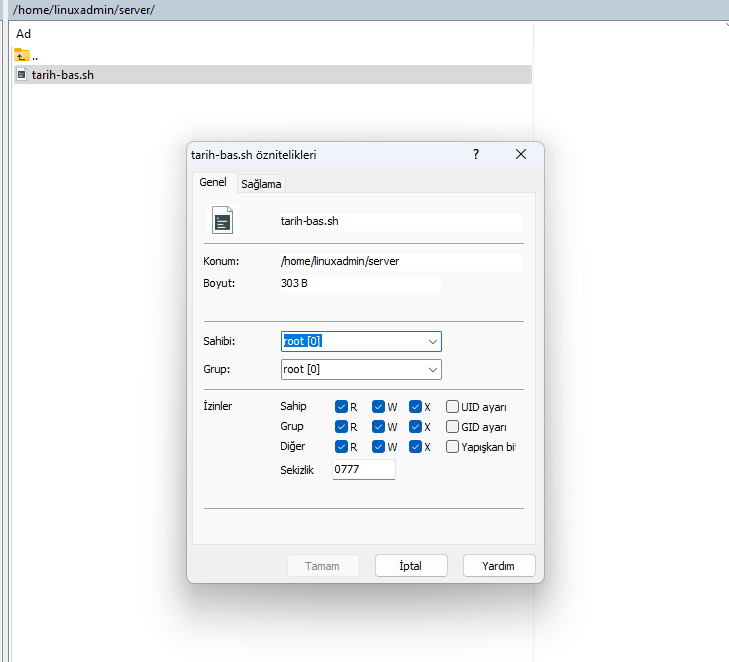 /home/linuxadmin/server/
Ad
..
tarih-bas.sh
tarih-bas.sh öznitelikleri ?
Genel Sağlama
tarih-bas.sh
Konum: /home/linuxadmin/server
Boyut: 303 B
Sahibi: root [0]
Grup: root [0]
İzinler Sahip R W X UID ayarı
Grup R W X GID ayarı
Diğer R W X Yapışkan bit
Sekizlik 0777
Tamam İptal Yardım